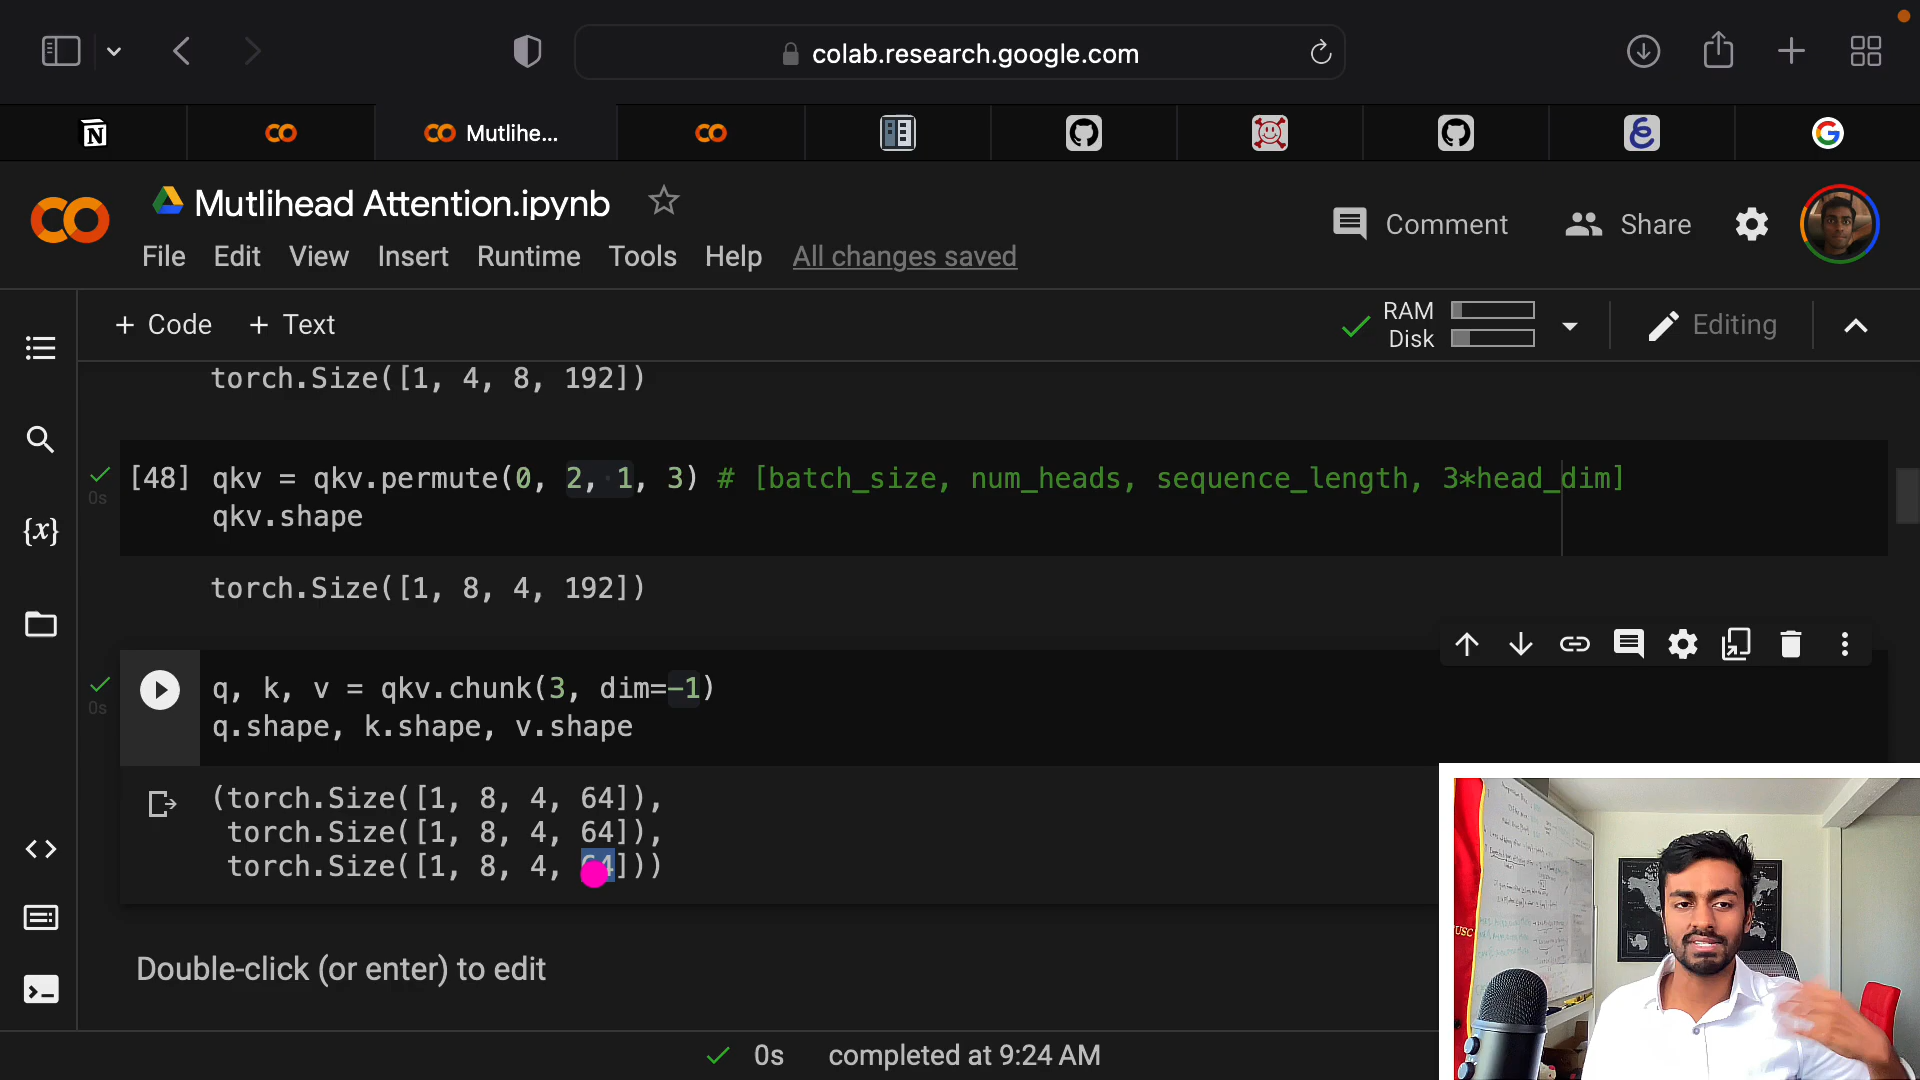 colab.research.google.com
Mutlihe...
Mutlihead Attention.ipynb
Comment
Share
File Edit View Insert Runtime Tools Help All changes saved
+ Code + Text
RAM
Disk
Editing
torch.Size([1, 4, 8, 192])
[48] qkv = qkv.permute(0, 2, 1, 3) # [batch_size, num_heads, sequence_length, 3*head_dim]
0s
qkv.shape
torch.Size([1, 8, 4, 192])
q, k, v = qkv.chunk(3, dim=-1)
0s
q.shape, k.shape, v.shape
(torch.Size([1, 8, 4, 64]),
torch.Size([1, 8, 4, 64]),
torch.Size([1, 8, 4, 64]))
Double-click (or enter) to edit
0s completed at 9:24 AM
USC